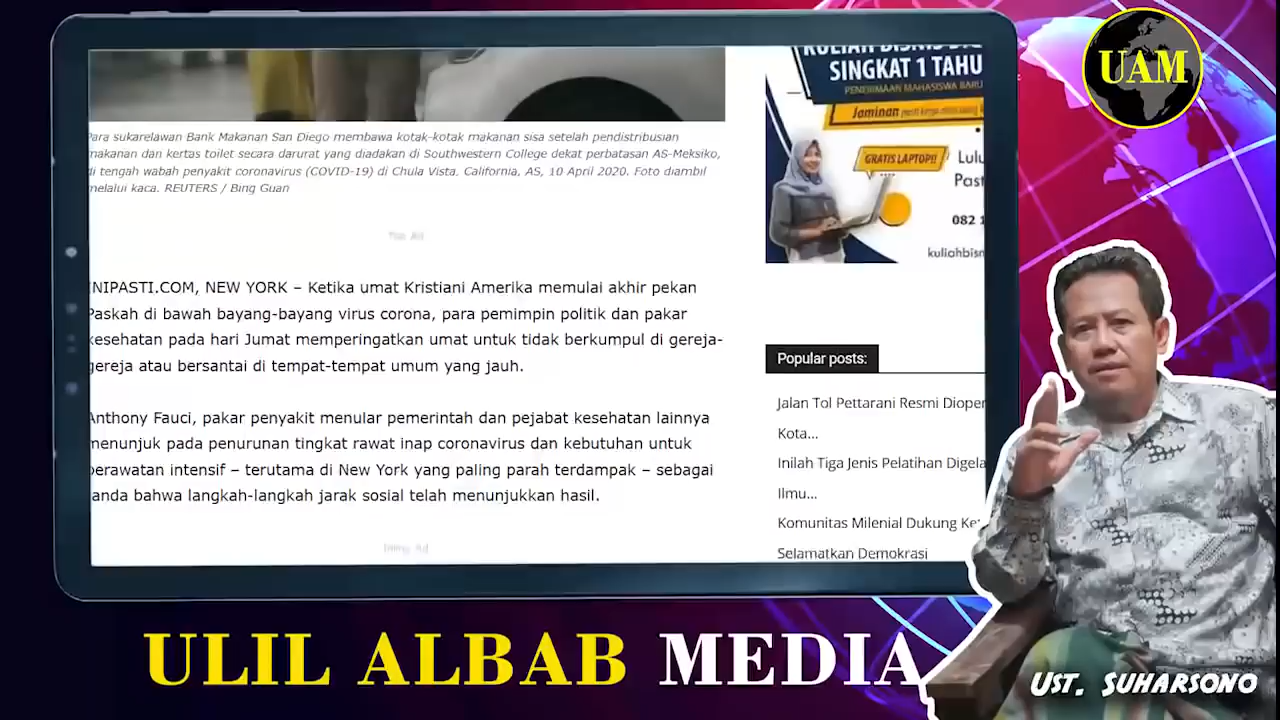 UAM
Para sukarelawan Bank Makanan San Diego membawa kotak-kotak makanan sisa setelah pendistribusian
makanan dan kertas toilet secara darurat yang diadakan di Southwestern College dekat perbatasan AS-Meksiko,
di tengah wabah penyakit coronavirus (COVID-19) di Chula Vista, California, AS, 10 April 2020. Foto diambil
melalui kaca. REUTERS / Bing Guan
INIPASTI.COM, NEW YORK – Ketika umat Kristiani Amerika memulai akhir pekan
Paskah di bawah bayang-bayang virus corona, para pemimpin politik dan pakar
kesehatan pada hari Jumat memperingatkan umat untuk tidak berkumpul di gereja-
gereja atau bersantai di tempat-tempat umum yang jauh.
Anthony Fauci, pakar penyakit menular pemerintah dan pejabat kesehatan lainnya
menunjuk pada penurunan tingkat rawat inap coronavirus dan kebutuhan untuk
perawatan intensif – terutama di New York yang paling parah terdampak – sebagai
tanda bahwa langkah-langkah jarak sosial telah menunjukkan hasil.
KULIAH BISNIS
SINGKAT 1 TAHU
PENERIMAAN MAHASISWA BARU
Jaminan
GRATIS LAPTOP!!
Lulu
Past
082 1
kuliahbisn
Popular posts:
Jalan Tol Pettarani Resmi Dioper
Kota...
Inilah Tiga Jenis Pelatihan Digela
Ilmu...
Komunitas Milenial Dukung Ke
Selamatkan Demokrasi
ULIL ALBAB MEDIA
UST. SUHARSONO